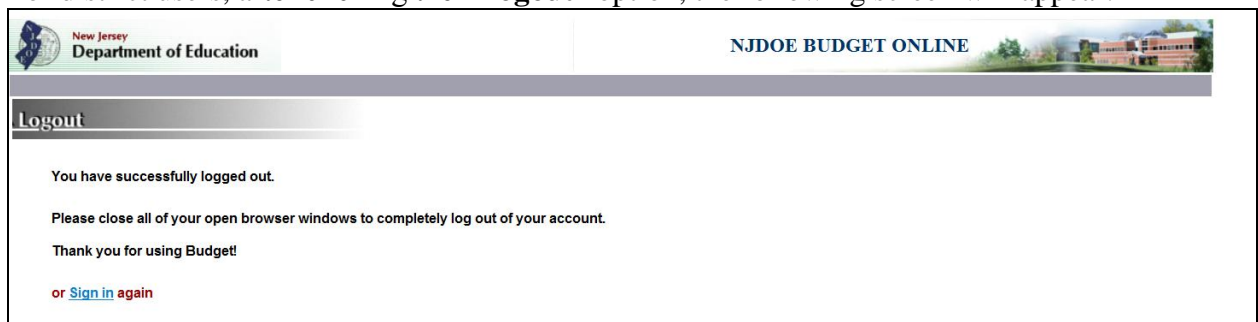 New Jersey
Department of Education
NJDOE BUDGET ONLINE
Logout
You have successfully logged out.
Please close all of your open browser windows to completely log out of your account.
Thank you for using Budget!
or Sign in again